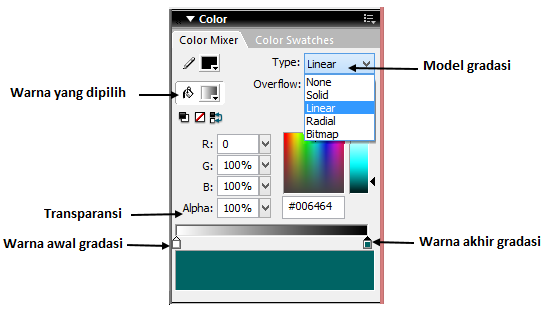 Color
Color Mixer Color Swatches
Type: Linear
Model gradasi
Overflow:
None
Solid
Linear
Radial
Bitmap
Warna yang dipilih
R: 0
G: 100%
B: 100%
Alpha: 100% #006464
Transparansi
Warna awal gradasi
Warna akhir gradasi